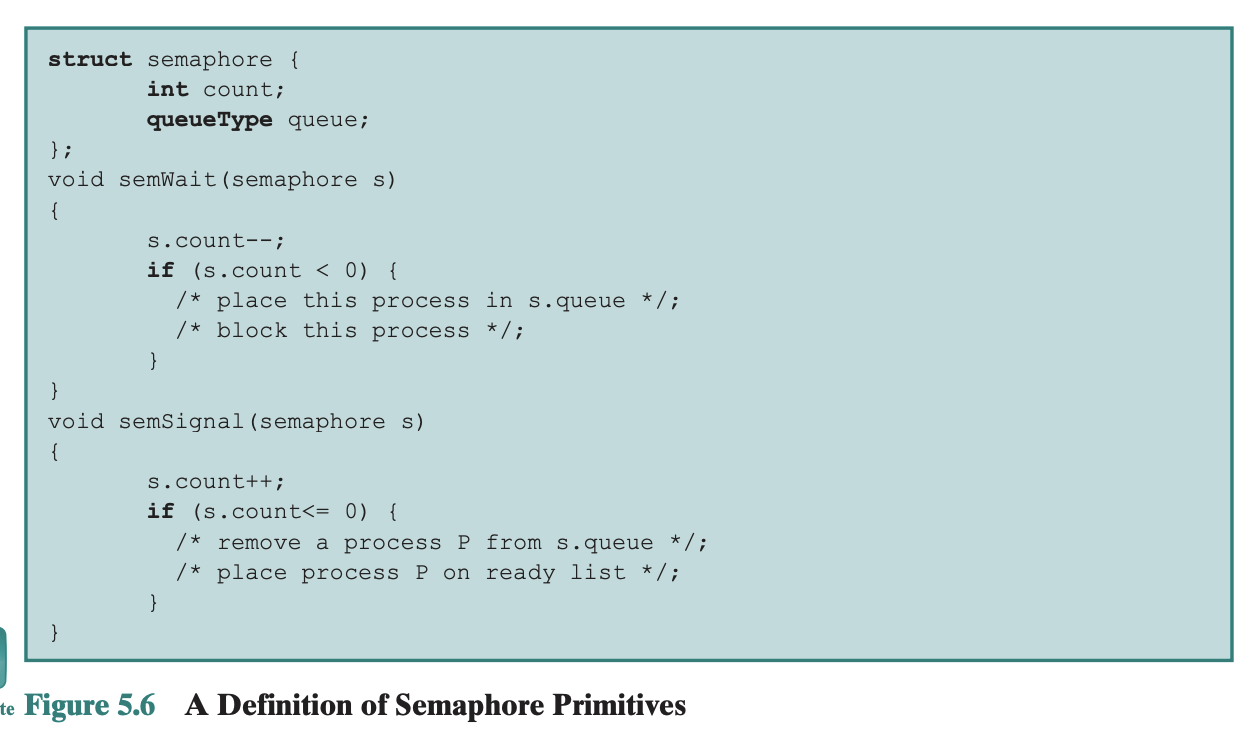 struct semaphore {
int count;
queueType queue;
};
void semWait(semaphore s)
{
s.count--;
if (s.count < 0) {
/* place this process in s.queue */;
/* block this process */;
}
}
void semSignal(semaphore s)
{
s.count++;
if (s.count<= 0) {
/* remove a process P from s.queue */;
/* place process P on ready list */;
}
}
te Figure 5.6 A Definition of Semaphore Primitives